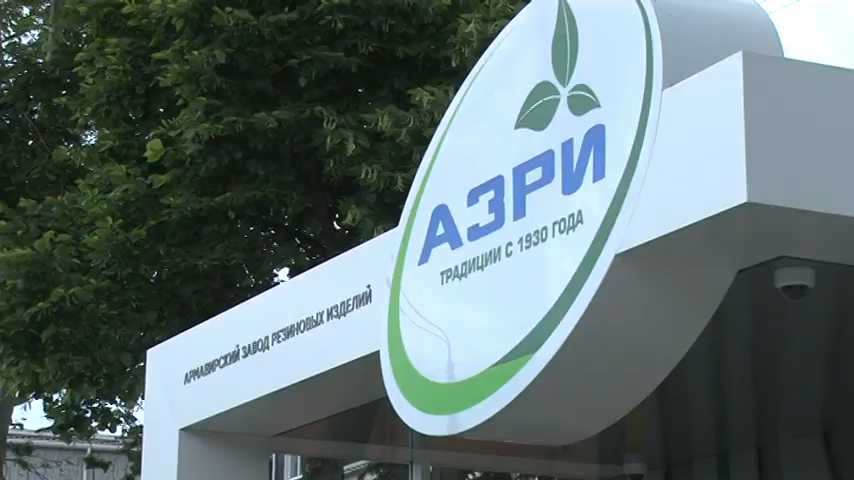 АЗРИ
ТРАДИЦИИ С 1930 ГОДА
АРМАВИРСКИЙ ЗАВОД РЕЗИНОВЫХ ИЗДЕЛИЙ